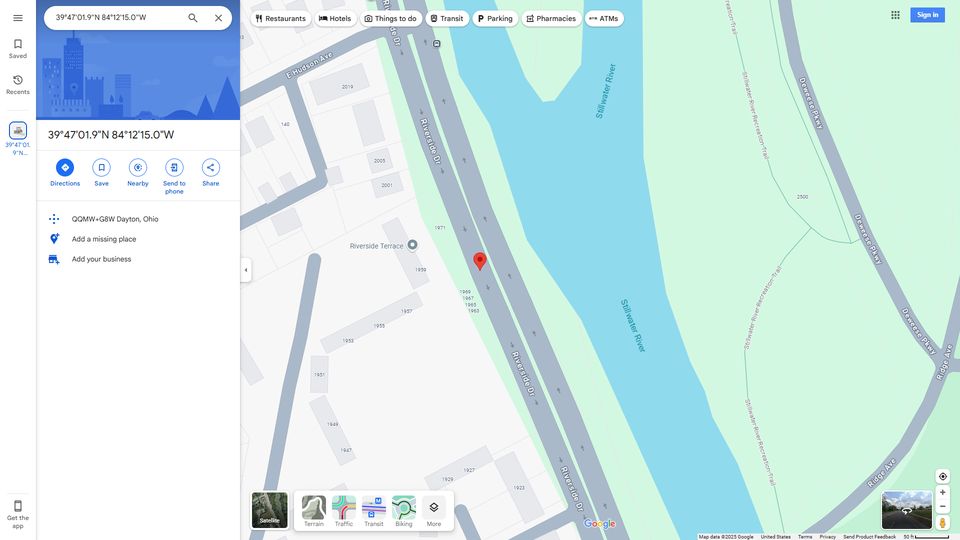 39°47'01.9"N 84°12'15.0"W
Restaurants
Hotels
Things to do
Transit
Parking
Pharmacies
ATMs
Sign in
Saved
Recents
39°47'01.
9"N...
Get the
app
39°47'01.9"N 84°12'15.0"W
Directions
Save
Nearby
Send to
phone
Share
QQMW+G8W Dayton, Ohio
Add a missing place
Add your business
E Hudson Ave
Riverside Dr
Riverside Dr
Riverside Dr
Riverside Dr
2019
140
2005
2001
1971
Riverside Terrace
1959
1969
1967
1965
1963
1957
1955
1953
1951
1949
1947
1929
1927
1923
Stillwater River
Stillwater River
Stillwater River Recreation Trail
Stillwater River Recreation Trail
Stillwater River Recreation Trail
2500
Deweese Pkwy
Deweese Pkwy
Deweese Pkwy
Ridge Ave
Ridge Ave
Satellite
Terrain
Traffic
Transit
Biking
More
Google
Map data ©2025 Google
United States
Terms
Privacy
Send Product Feedback
50 ft